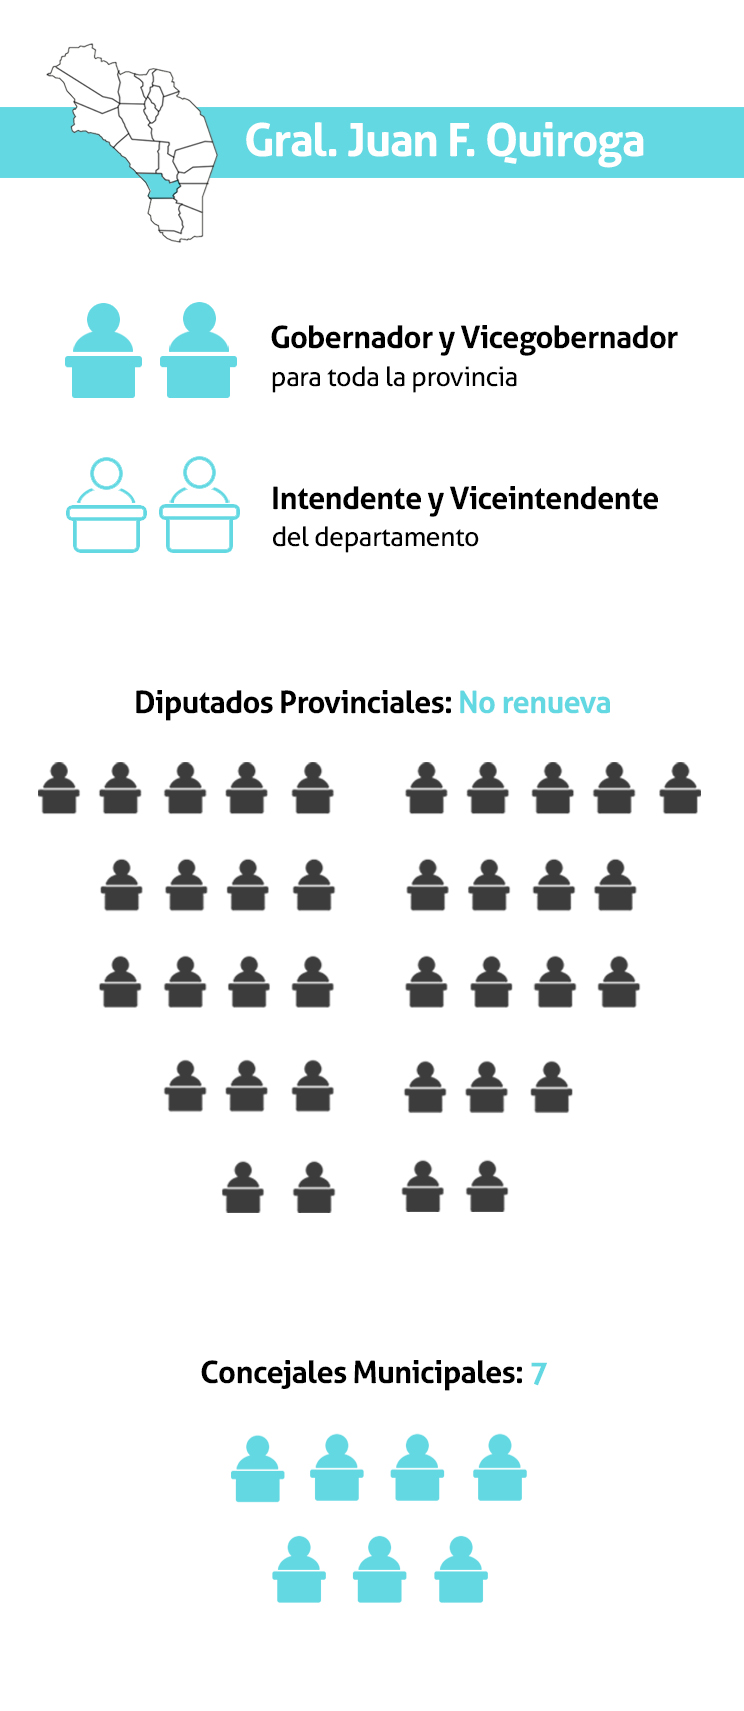 Gral. Juan F. Quiroga
Gobernador y Vicegobernador
para toda la provincia
Intendente y Viceintendente
del departamento
Diputados Provinciales: No renueva
Concejales Municipales: 7